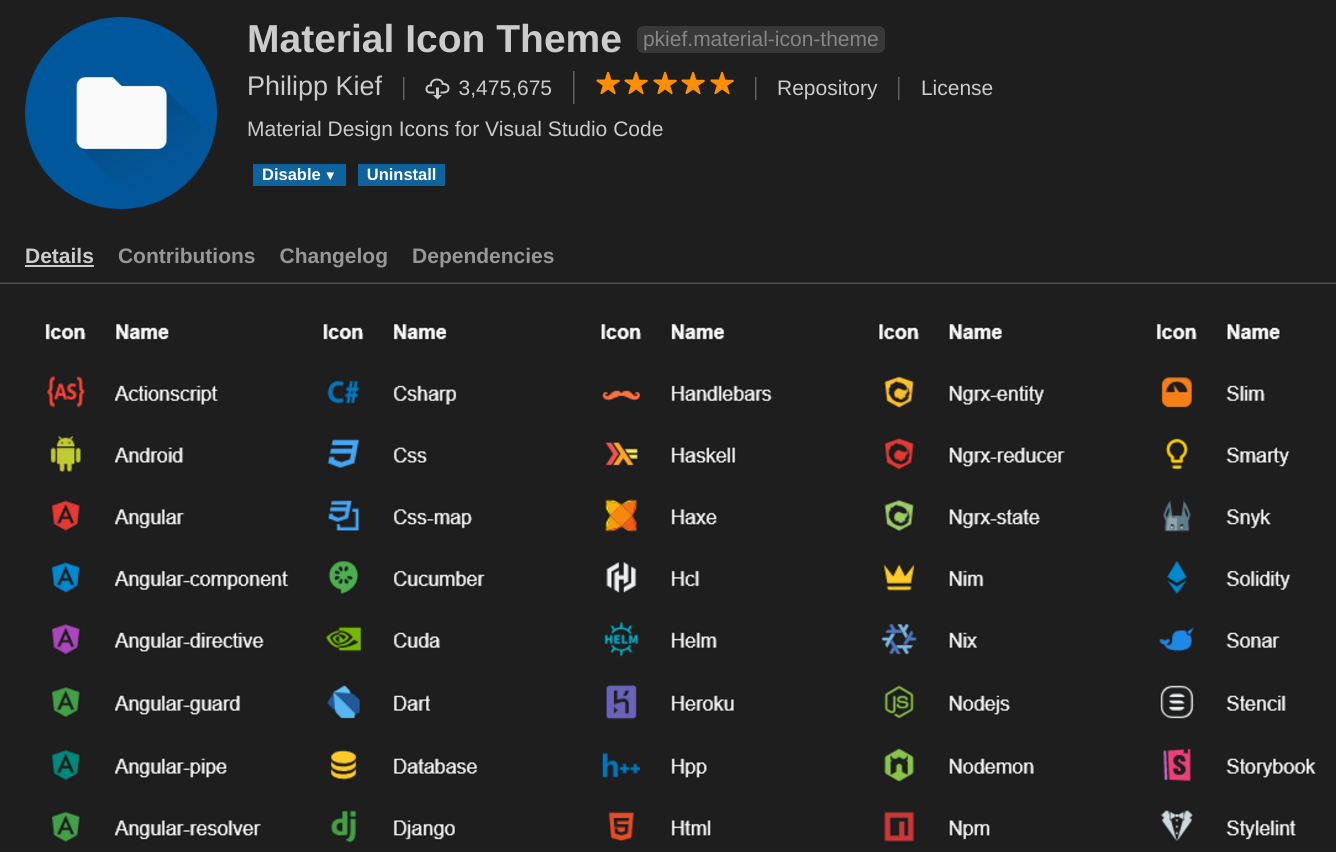 Material Icon Theme pkief.material-icon-theme
Philipp Kief | 3,475,675 | Repository | License
Material Design Icons for Visual Studio Code
Disable ▾ Uninstall
Details Contributions Changelog Dependencies
Icon Name Icon Name Icon Name Icon Name Icon Name
{AS} Actionscript C# Csharp Handlebars Ngrx-entity Slim
Android Css Haskell Ngrx-reducer Smarty
A Angular Css-map Haxe Ngrx-state Snyk
A Angular-component Cucumber Hcl Nim Solidity
A Angular-directive Cuda HELM Helm Nix Sonar
A Angular-guard Dart Heroku JS Nodejs Stencil
A Angular-pipe Database h++ Hpp n Nodemon S Storybook
A Angular-resolver dj Django 5 Html Npm Stylelint